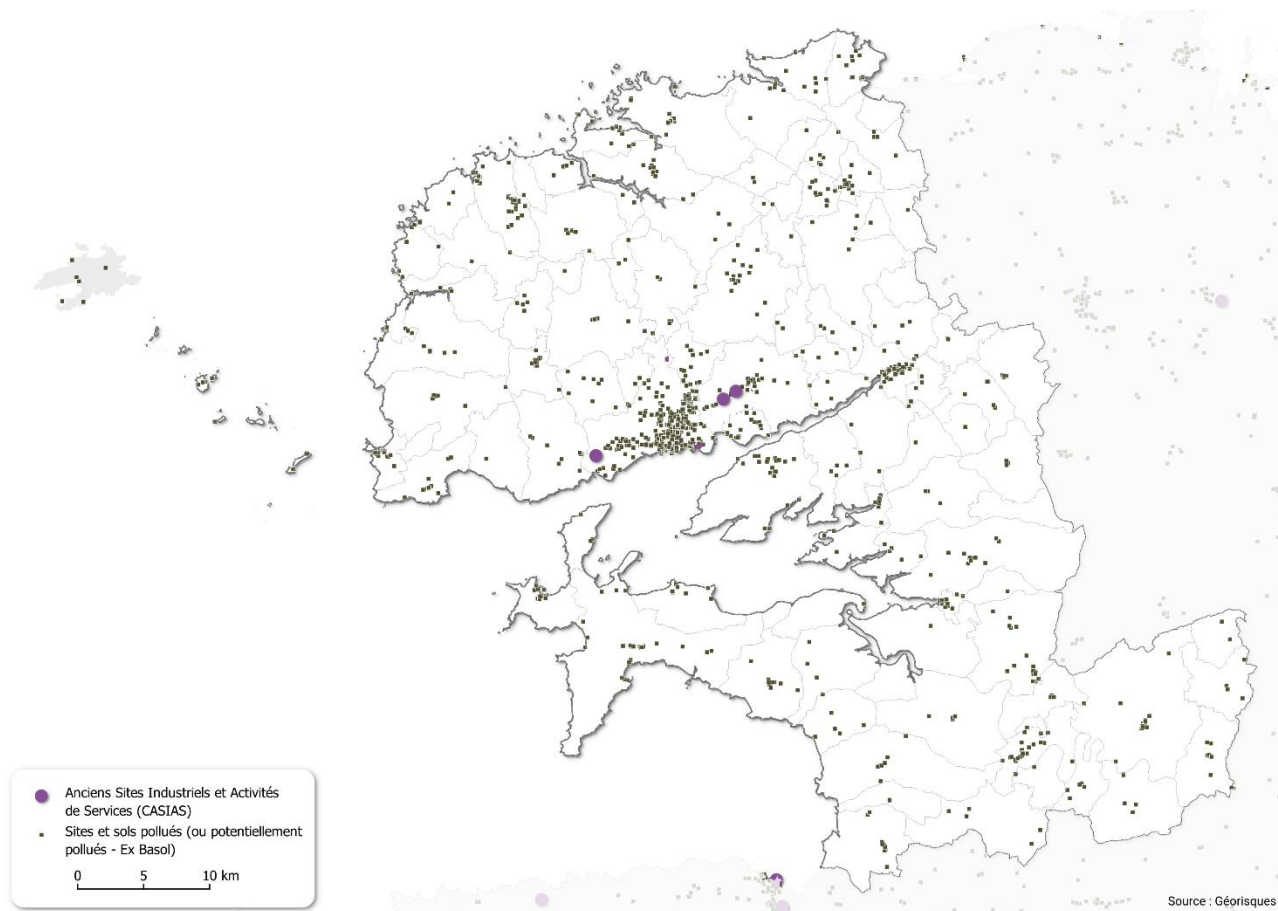 Anciens Sites Industriels et Activités
de Services (CASIAS)
Sites et sols pollués (ou potentiellement
pollués - Ex Basol)
0 5 10 km
Source : Géorisques